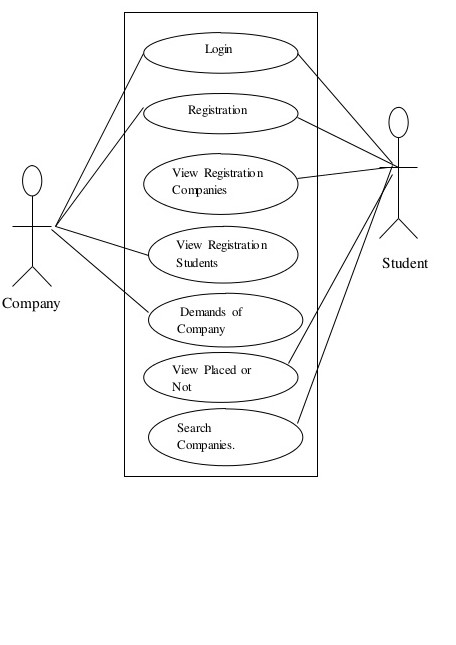 Login
Registration
View Registration
Companies
View Registration
Students
Student
Company
Demands of
Company
View Placed or
Not
Search
Companies.